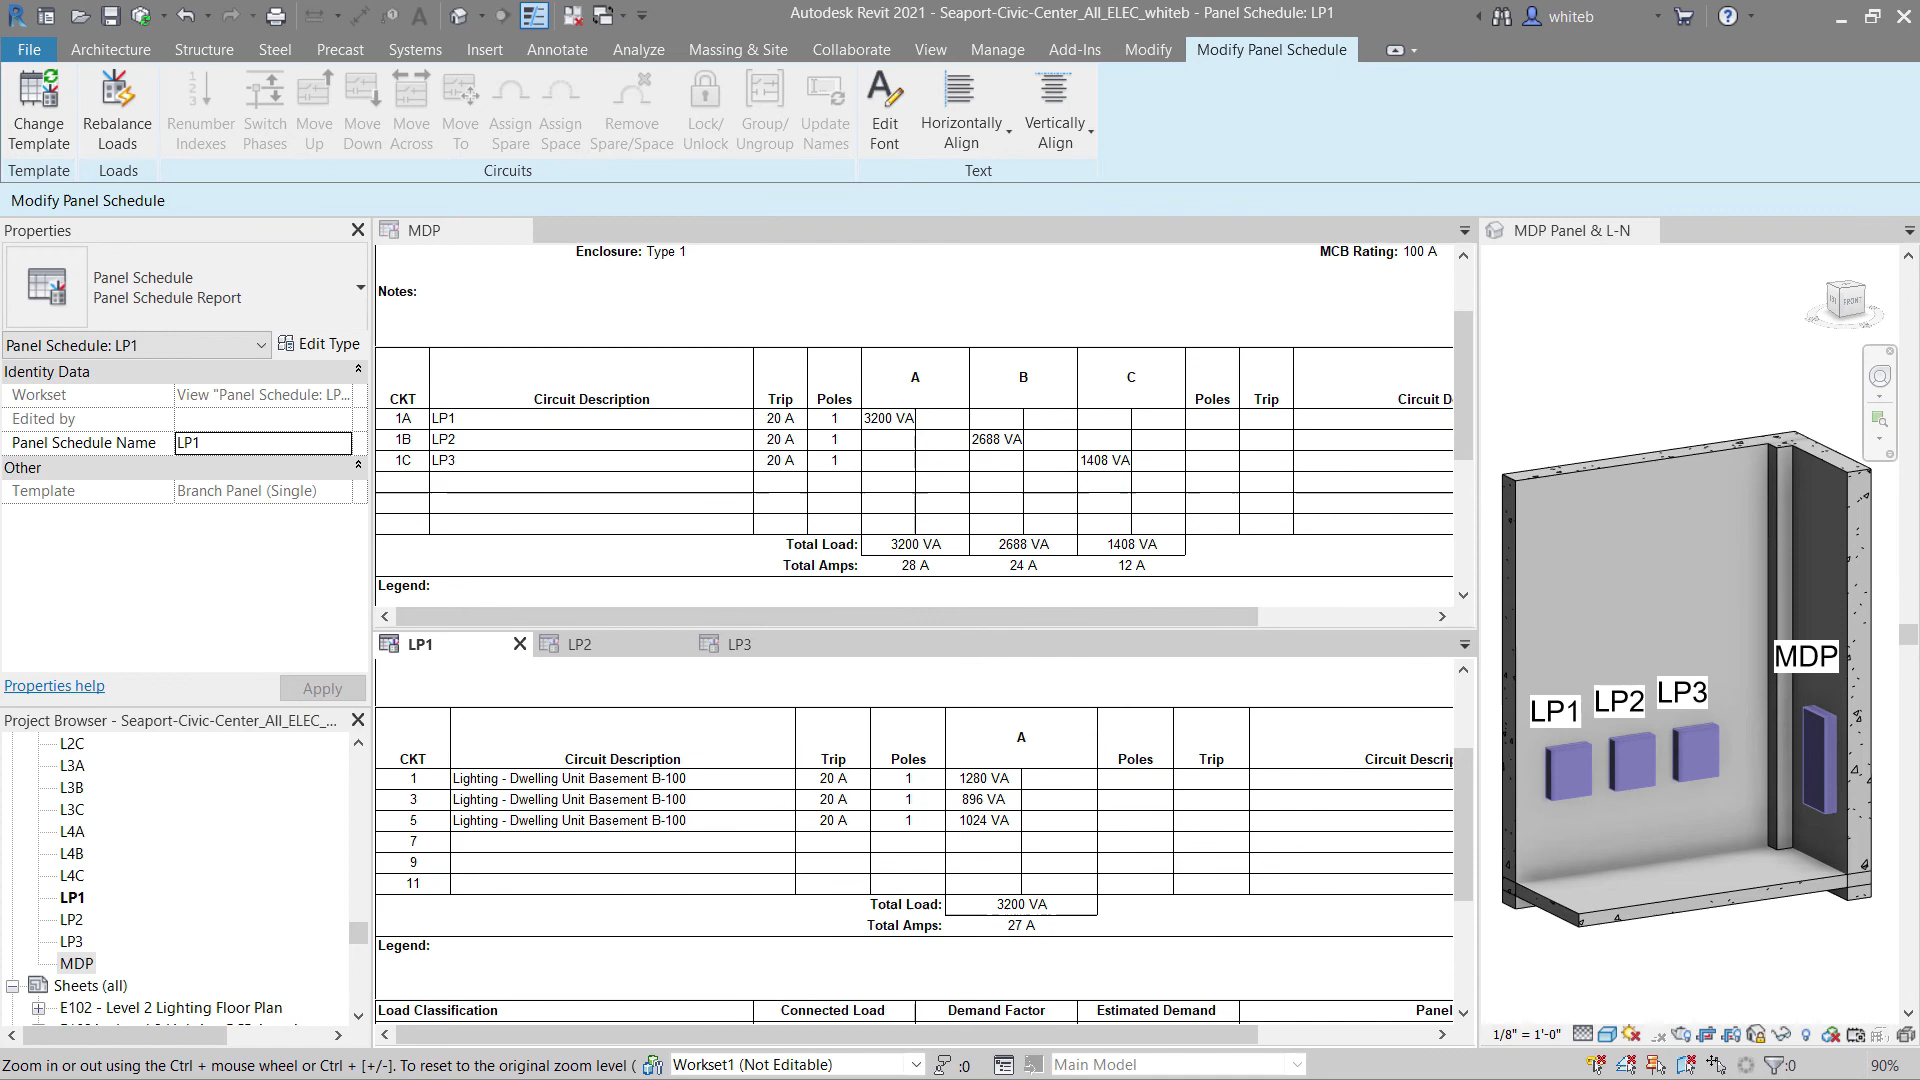 Autodesk Revit 2021 - Seaport-Civic-Center_All_ELEC_whiteb - Panel Schedule: LP1
whiteb
File Architecture Structure Steel Precast Systems Insert Annotate Analyze Massing & Site Collaborate View Manage Add-Ins Modify Modify Panel Schedule
Change Template
Rebalance Loads
Renumber Indexes
Switch Phases
Move Up
Move Down
Move Across
Move To
Assign Spare
Assign Space
Remove Spare/Space
Lock/ Unlock
Group/ Ungroup
Update Names
Edit Font
Horizontally Align
Vertically Align
Template Loads Circuits Text
Modify Panel Schedule
Properties
Panel Schedule
Panel Schedule Report
Panel Schedule: LP1 Edit Type
Identity Data
Workset View "Panel Schedule: LP...
Edited by
Panel Schedule Name LP1
Other
Template Branch Panel (Single)
Properties help Apply
Project Browser - Seaport-Civic-Center_All_ELEC_...
L2C
L3A
L3B
L3C
L4A
L4B
L4C
LP1
LP2
LP3
MDP
Sheets (all)
E102 - Level 2 Lighting Floor Plan
MDP
Enclosure: Type 1 MCB Rating: 100 A
Notes:
A B C
CKT Circuit Description Trip Poles Poles Trip Circuit D
1A LP1 20 A 1 3200 VA
1B LP2 20 A 1 2688 VA
1C LP3 20 A 1 1408 VA
Total Load: 3200 VA 2688 VA 1408 VA
Total Amps: 28 A 24 A 12 A
Legend:
LP1 LP2 LP3
A
CKT Circuit Description Trip Poles Poles Trip Circuit Descrip
1 Lighting - Dwelling Unit Basement B-100 20 A 1 1280 VA
3 Lighting - Dwelling Unit Basement B-100 20 A 1 896 VA
5 Lighting - Dwelling Unit Basement B-100 20 A 1 1024 VA
7
9
11
Total Load: 3200 VA
Total Amps: 27 A
Legend:
Load Classification Connected Load Demand Factor Estimated Demand Panel
MDP Panel & L-N
FRONT
MDP
LP3
LP2
LP1
1/8" = 1'-0"
Zoom in or out using the Ctrl + mouse wheel or Ctrl + [+/-]. To reset to the original zoom level ( Workset1 (Not Editable) :0 Main Model :0 90%